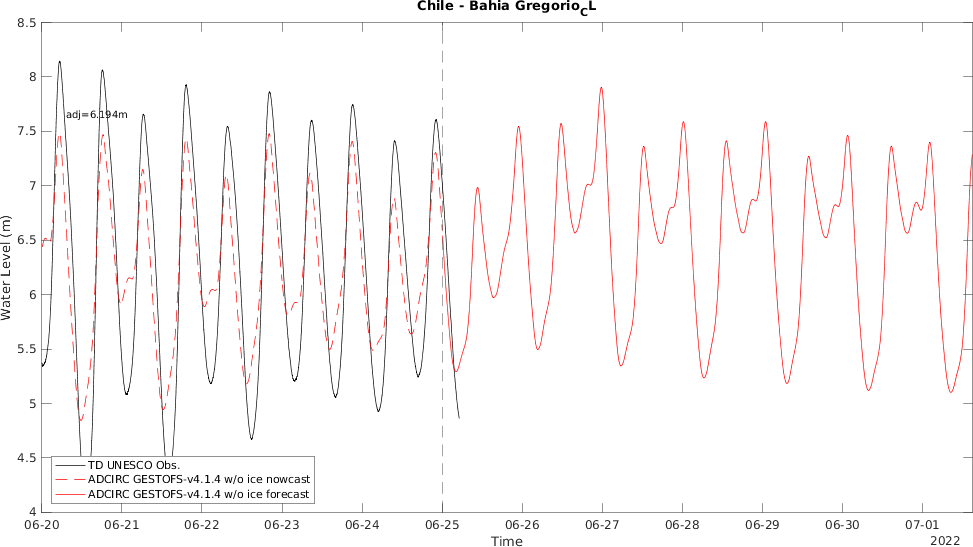 Chile - Bahia Gregorio_CL
8.5
8
7.5
7
6.5
6
5.5
5
4.5
4
Water Level (m)
adj=6.194m
TD UNESCO Obs.
ADCIRC GESTOFS-v4.1.4 w/o ice nowcast
ADCIRC GESTOFS-v4.1.4 w/o ice forecast
06-20 06-21 06-22 06-23 06-24 06-25 06-26 06-27 06-28 06-29 06-30 07-01
Time
2022